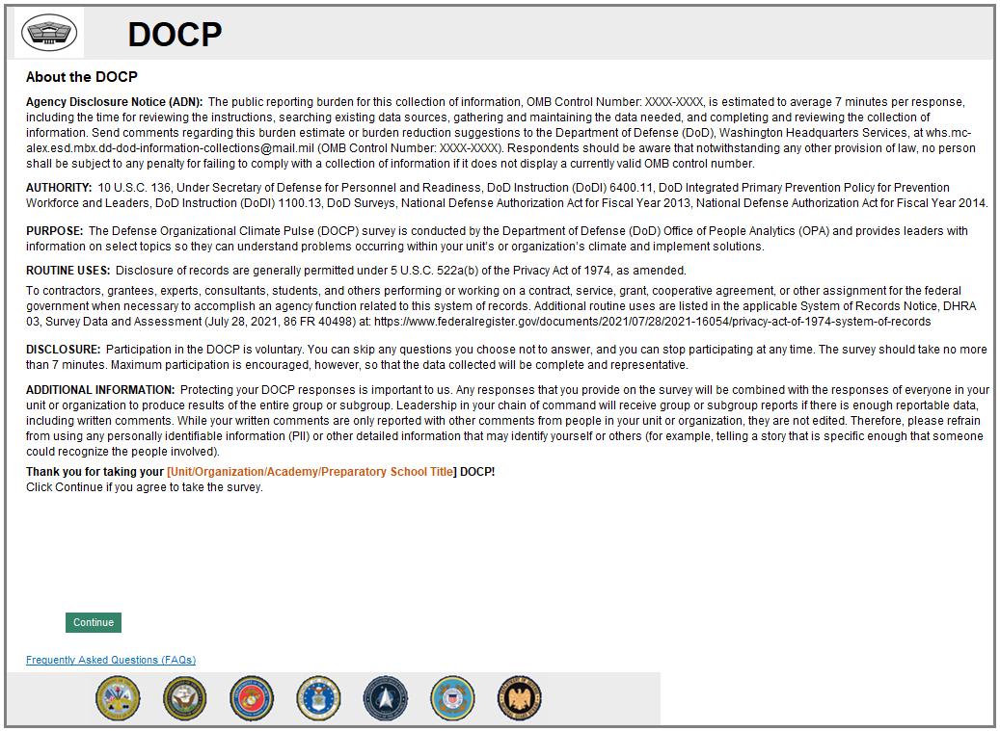 DOCP
About the DOCP
Agency Disclosure Notice (ADN): The public reporting burden for this collection of information, OMB Control Number: XXXX-XXXX, is estimated to average 7 minutes per response,
including the time for reviewing the instructions, searching existing data sources, gathering and maintaining the data needed, and completing and reviewing the collection of
information. Send comments regarding this burden estimate or burden reduction suggestions to the Department of Defense (DoD), Washington Headquarters Services, at whs.mc-
alex.esd.mbx.dd-dod-information-collections@mail.mil (OMB Control Number: XXXX-XXXX). Respondents should be aware that notwithstanding any other provision of law, no person
shall be subject to any penalty for failing to comply with a collection of information if it does not display a currently valid OMB control number.
AUTHORITY: 10 U.S.C. 136, Under Secretary of Defense for Personnel and Readiness, DoD Instruction (DoDI) 6400.11, DoD Integrated Primary Prevention Policy for Prevention
Workforce and Leaders, DoD Instruction (DoDI) 1100.13, DoD Surveys, National Defense Authorization Act for Fiscal Year 2013, National Defense Authorization Act for Fiscal Year 2014.
PURPOSE: The Defense Organizational Climate Pulse (DOCP) survey is conducted by the Department of Defense (DoD) Office of People Analytics (OPA) and provides leaders with
information on select topics so they can understand problems occurring within your unit's or organization's climate and implement solutions.
ROUTINE USES: Disclosure of records are generally permitted under 5 U.S.C. 522a(b) of the Privacy Act of 1974, as amended.
To contractors, grantees, experts, consultants, students, and others performing or working on a contract, service, grant, cooperative agreement, or other assignment for the federal
government when necessary to accomplish an agency function related to this system of records. Additional routine uses are listed in the applicable System of Records Notice, DHRA
03, Survey Data and Assessment (July 28, 2021, 86 FR 40498) at: https://www.federalregister.gov/documents/2021/07/28/2021-16054/privacy-act-of-1974-system-of-records
DISCLOSURE: Participation in the DOCP is voluntary. You can skip any questions you choose not to answer, and you can stop participating at any time. The survey should take no more
than 7 minutes. Maximum participation is encouraged, however, so that the data collected will be complete and representative.
ADDITIONAL INFORMATION: Protecting your DOCP responses is important to us. Any responses that you provide on the survey will be combined with the responses of everyone in your
unit or organization to produce results of the entire group or subgroup. Leadership in your chain of command will receive group or subgroup reports if there is enough reportable data,
including written comments. While your written comments are only reported with other comments from people in your unit or organization, they are not edited. Therefore, please refrain
from using any personally identifiable information (PII) or other detailed information that may identify yourself or others (for example, telling a story that is specific enough that someone
could recognize the people involved).
Thank you for taking your [Unit/Organization/Academy/Preparatory School Title] DOCP!
Click Continue if you agree to take the survey.
Continue
Frequently Asked Questions (FAQs)